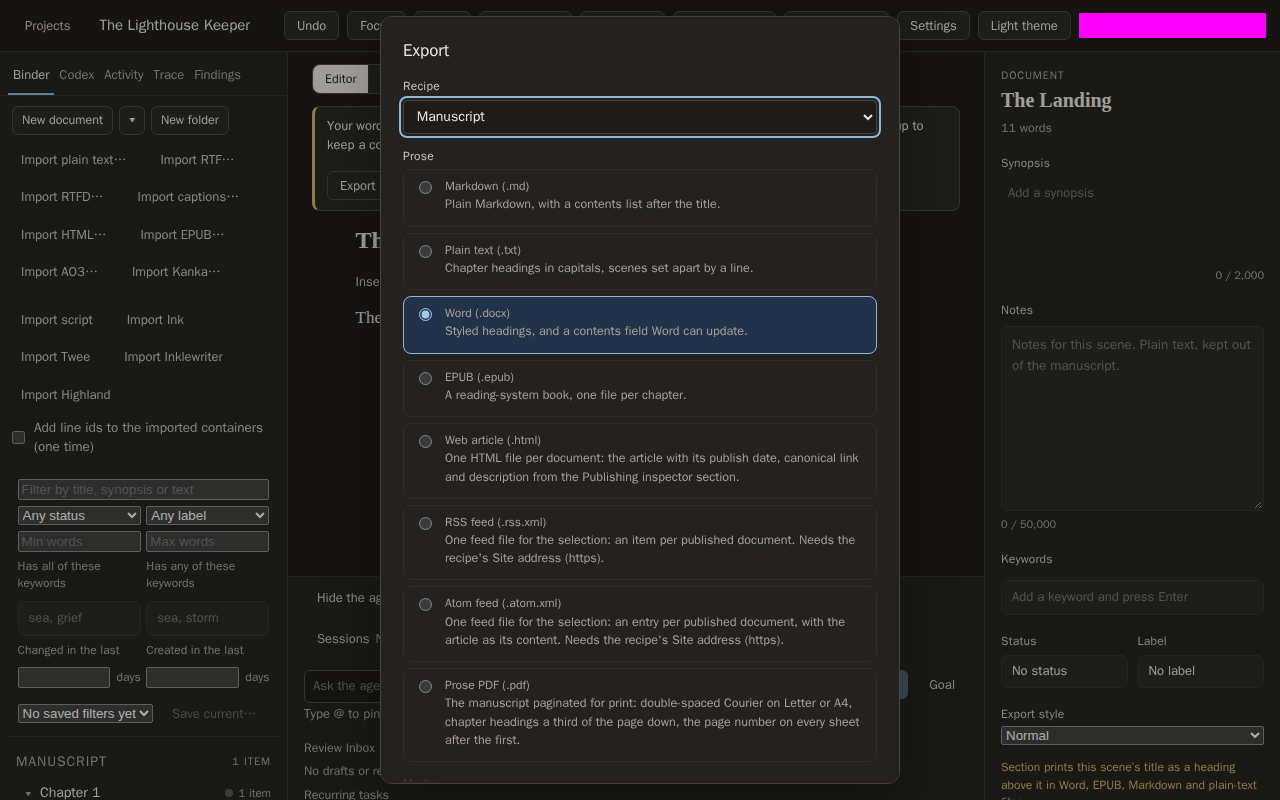 Projects
The Lighthouse Keeper
Undo
Settings
Light theme
Binder
Codex
Activity
Trace
Findings
New document
New folder
Import plain text…
Import RTF…
Import RTFD…
Import captions…
Import HTML…
Import EPUB…
Import AO3…
Import Kanka…
Import script
Import Ink
Import Twee
Import Inklewriter
Import Highland
Add line ids to the imported containers
(one time)
Filter by title, synopsis or text
Any status
Any label
Min words
Max words
Has all of these
keywords
Has any of these
keywords
sea, grief
sea, storm
Changed in the last
Created in the last
days
days
No saved filters yet
Save current…
MANUSCRIPT
1 ITEM
Chapter 1
1 item
Editor
Your
keep a
Export
Hide the
Sessions
Ask the
Goal
Type @ to
Review Inbox
No drafts or
Recurring tasks
Export
Recipe
Manuscript
Prose
Markdown (.md)
Plain Markdown, with a contents list after the title.
Plain text (.txt)
Chapter headings in capitals, scenes set apart by a line.
Word (.docx)
Styled headings, and a contents field Word can update.
EPUB (.epub)
A reading-system book, one file per chapter.
Web article (.html)
One HTML file per document: the article with its publish date, canonical link
and description from the Publishing inspector section.
RSS feed (.rss.xml)
One feed file for the selection: an item per published document. Needs the
recipe's Site address (https).
Atom feed (.atom.xml)
One feed file for the selection: an entry per published document, with the
article as its content. Needs the recipe's Site address (https).
Prose PDF (.pdf)
The manuscript paginated for print: double-spaced Courier on Letter or A4,
chapter headings a third of the page down, the page number on every sheet
after the first.
DOCUMENT
The Landing
11 words
Synopsis
Add a synopsis
0 / 2,000
Notes
Notes for this scene. Plain text, kept out
of the manuscript.
0 / 50,000
Keywords
Add a keyword and press Enter
Status
Label
No status
No label
Export style
Normal
Section prints this scene's title as a heading
above it in Word, EPUB, Markdown and plain-text